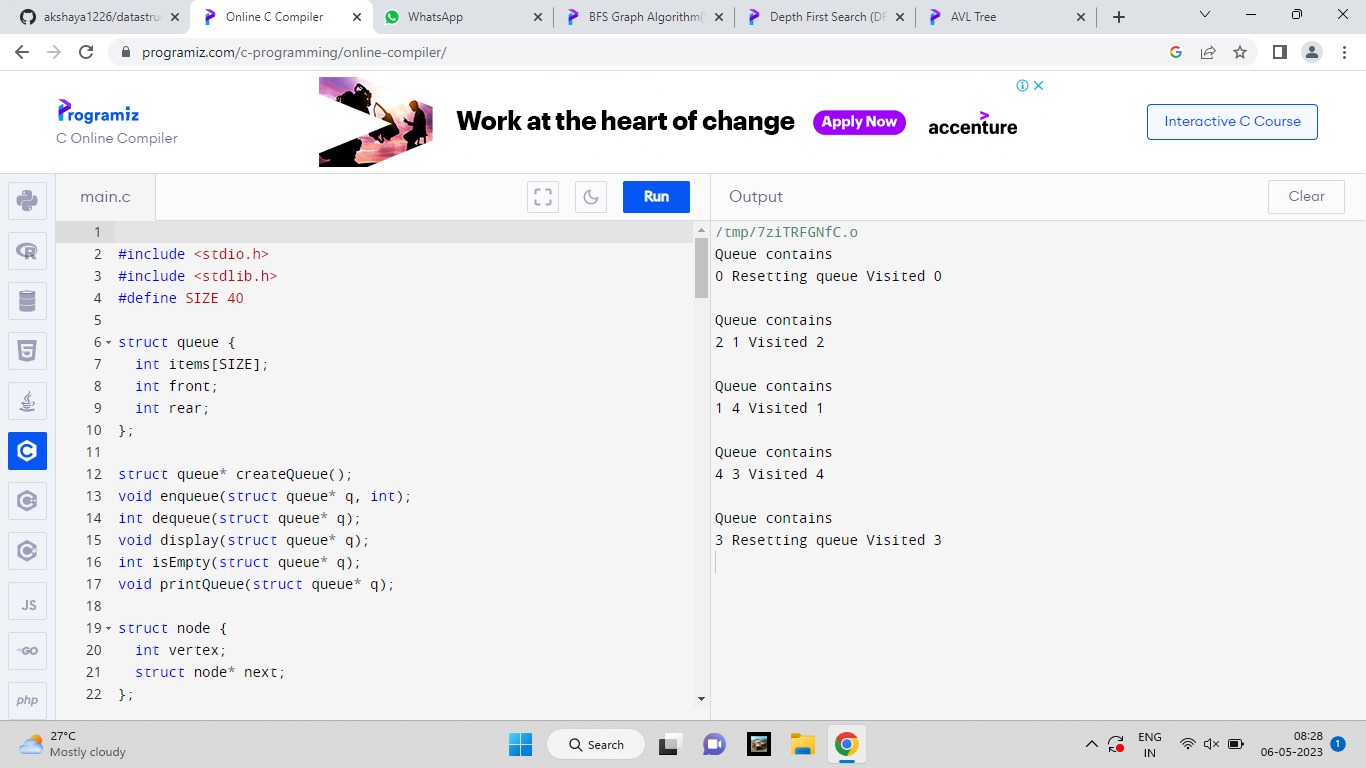 akshaya1226/datastru
Online C Compiler
WhatsApp
BFS Graph Algorithm(
Depth First Search (DF
AVL Tree
programiz.com/c-programming/online-compiler/
Programiz
C Online Compiler
Work at the heart of change
Apply Now
accenture
Interactive C Course
main.c
Run
Output
Clear
1
2 #include <stdio.h>
3 #include <stdlib.h>
4 #define SIZE 40
5
6 struct queue {
7 int items[SIZE];
8 int front;
9 int rear;
10 };
11
12 struct queue* createQueue();
13 void enqueue(struct queue* q, int);
14 int dequeue(struct queue* q);
15 void display(struct queue* q);
16 int isEmpty(struct queue* q);
17 void printQueue(struct queue* q);
18
19 struct node {
20 int vertex;
21 struct node* next;
22 };
/tmp/7ziTRFGNfC.o
Queue contains
0 Resetting queue Visited 0
Queue contains
2 1 Visited 2
Queue contains
1 4 Visited 1
Queue contains
4 3 Visited 4
Queue contains
3 Resetting queue Visited 3
JS
GO
php
27°C
Mostly cloudy
Search
ENG
IN
08:28
06-05-2023
1